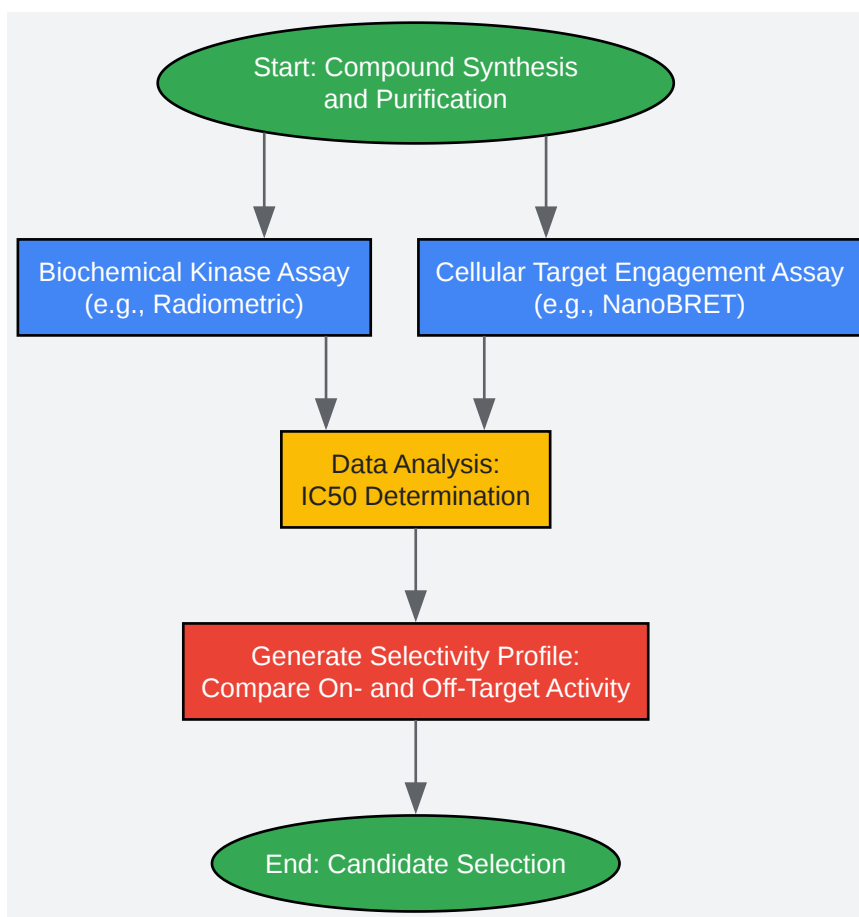 Start: Compound Synthesis
and Purification
Biochemical Kinase Assay
(e.g., Radiometric)
Cellular Target Engagement Assay
(e.g., NanoBRET)
Data Analysis:
IC50 Determination
Generate Selectivity Profile:
Compare On- and Off-Target Activity
End: Candidate Selection